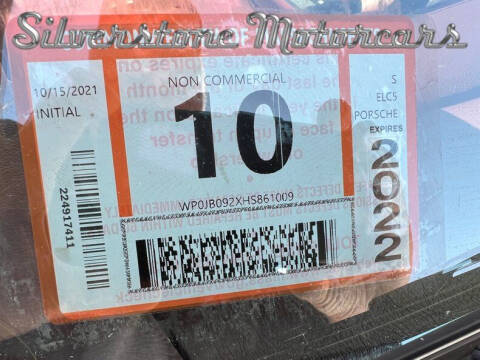 Silverstone Motorcars
10/15/2021
INITIAL
NON COMMERCIAL
10
S
ELC5
PORSCHE
EXPIRES
2022
WP0JB092XHS861009
224917411